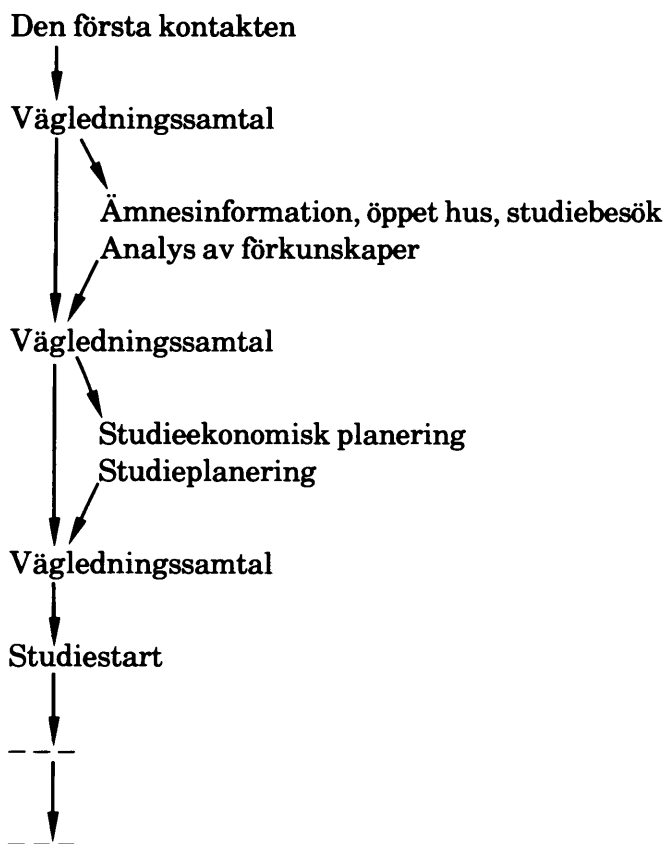 Den första kontakten
Vägledningssamtal
Ämnesinformation, öppet hus, studiebesök
Analys av förkunskaper
Vägledningssamtal
Studieekonomisk planering
Studieplanering
Vägledningssamtal
Studiestart